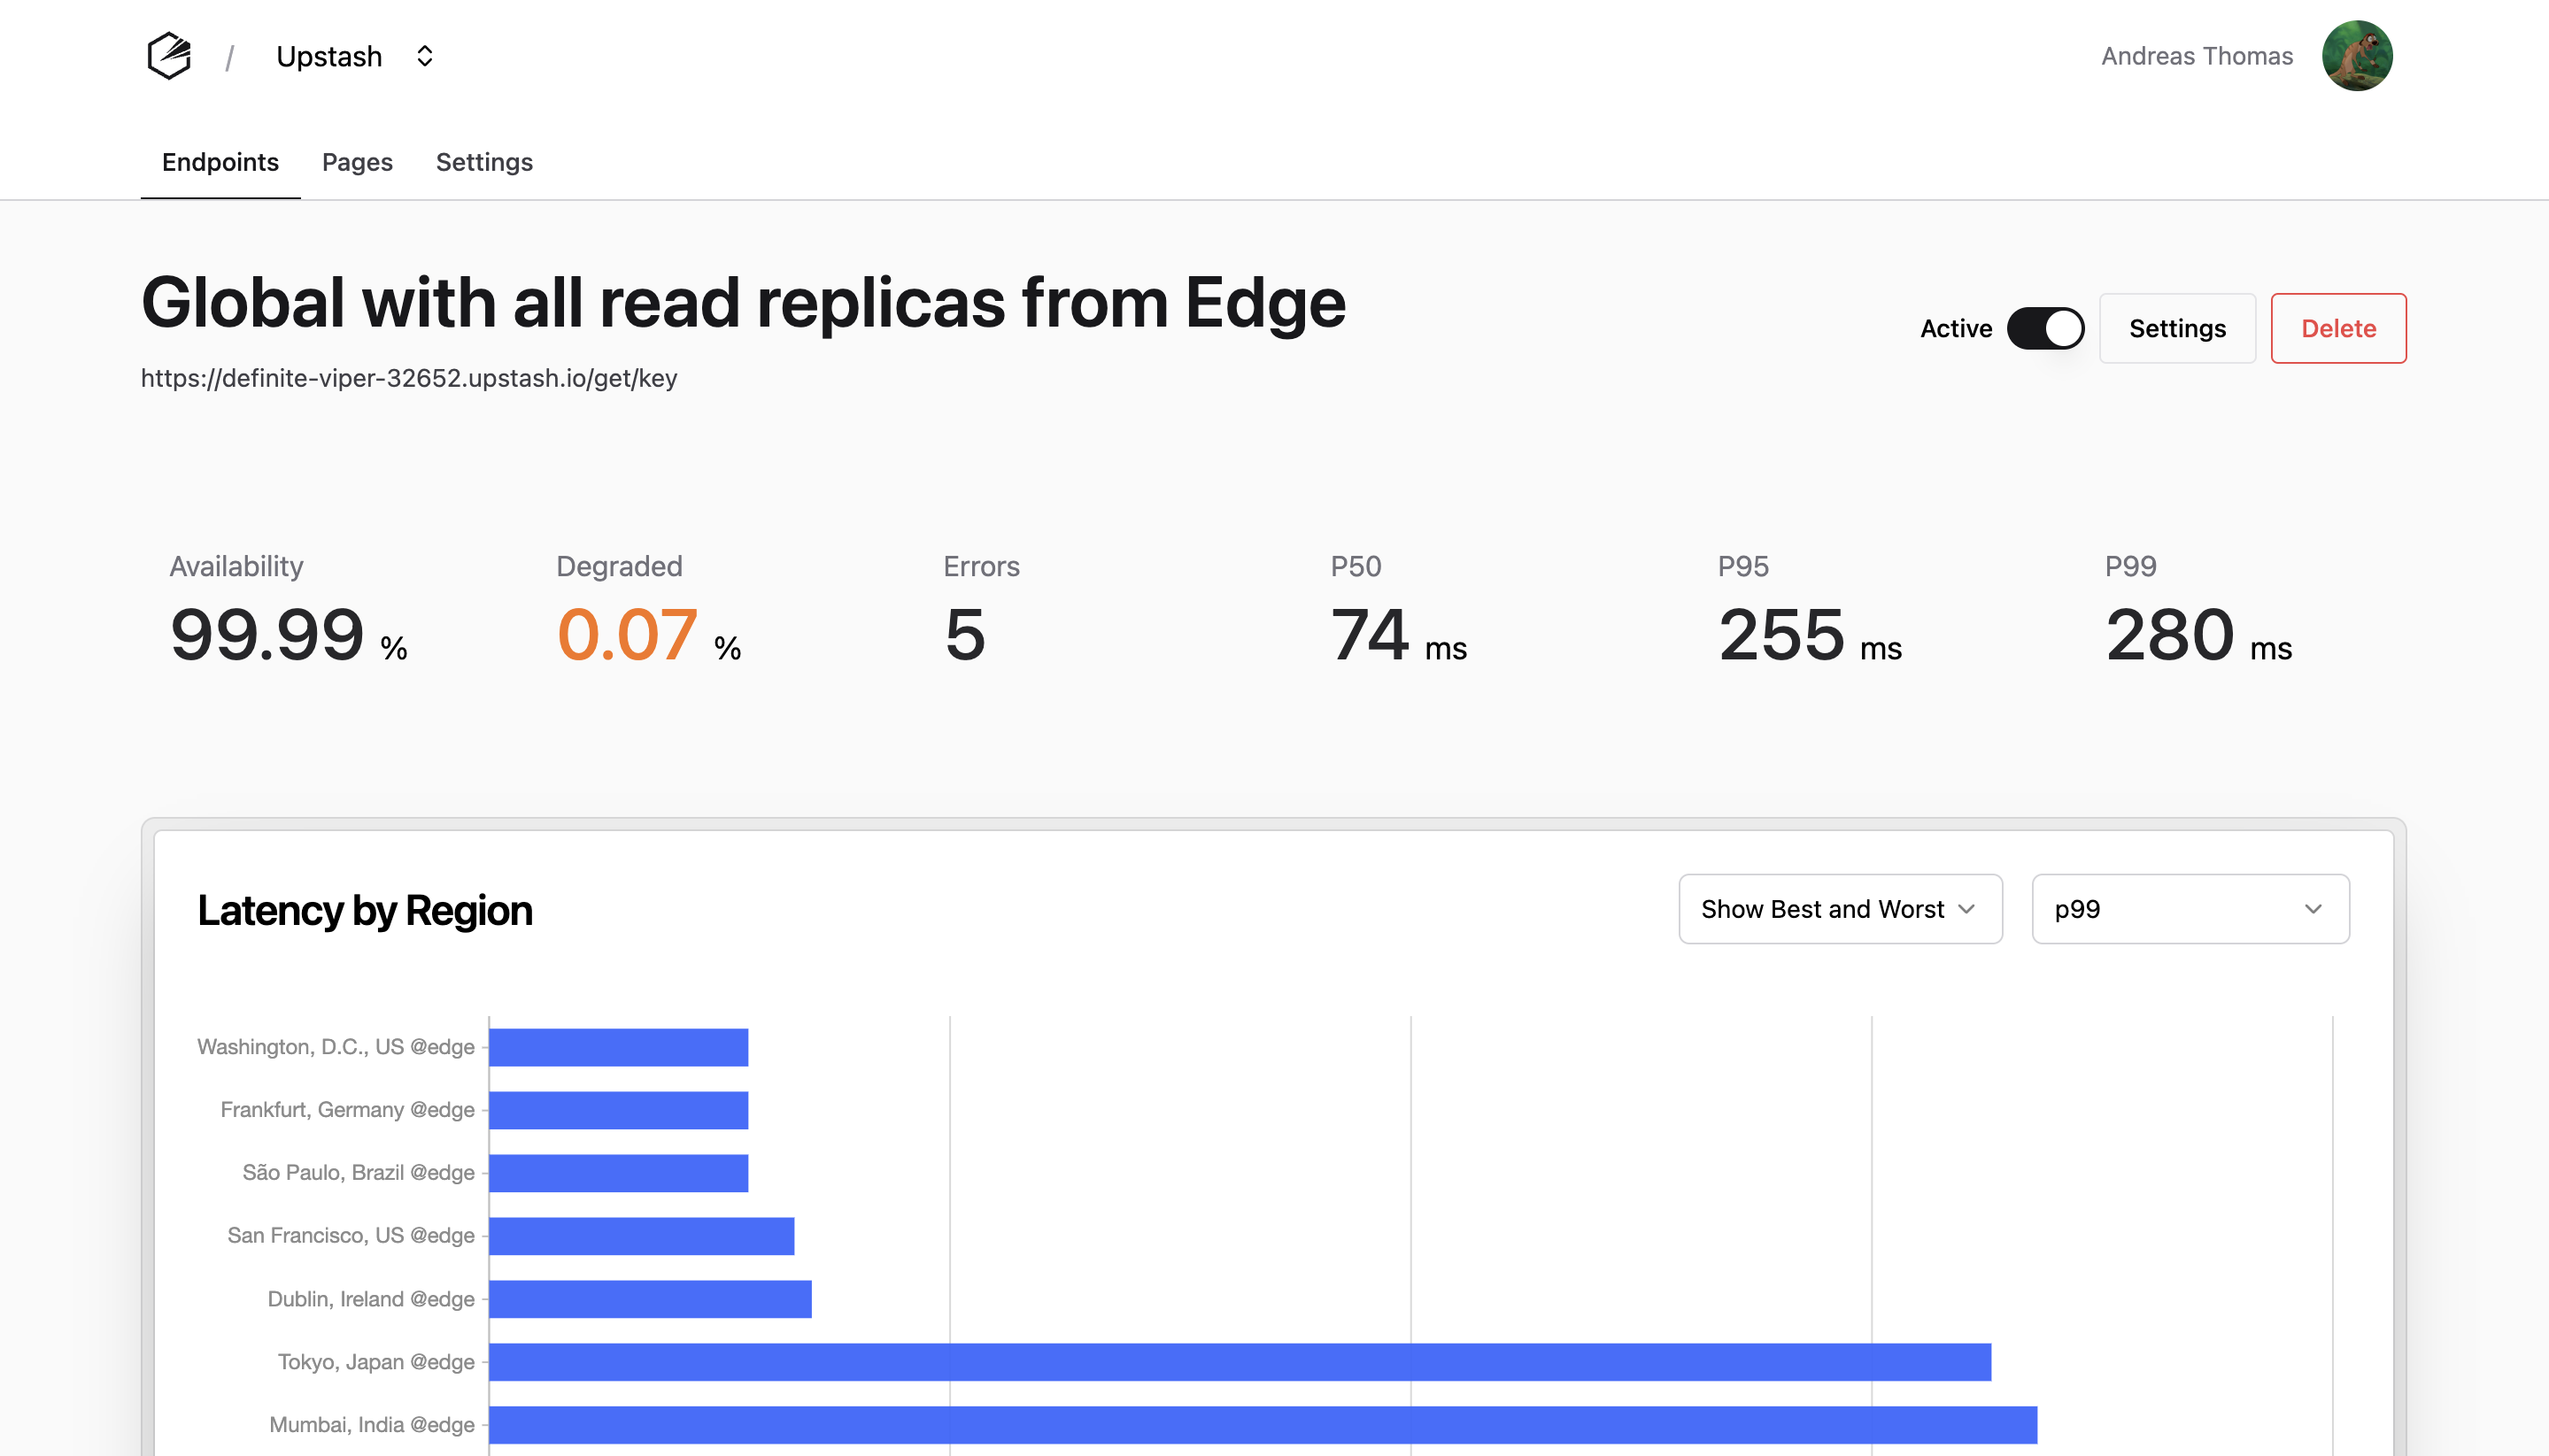 / Upstash
Andreas Thomas
Endpoints Pages Settings
Global with all read replicas from Edge
https://definite-viper-32652.upstash.io/get/key
Active Settings Delete
Availability Degraded Errors P50 P95 P99
99.99 % 0.07 % 5 74 ms 255 ms 280 ms
Latency by Region
Show Best and Worst p99
Washington, D.C., US @edge
Frankfurt, Germany @edge
São Paulo, Brazil @edge
San Francisco, US @edge
Dublin, Ireland @edge
Tokyo, Japan @edge
Mumbai, India @edge